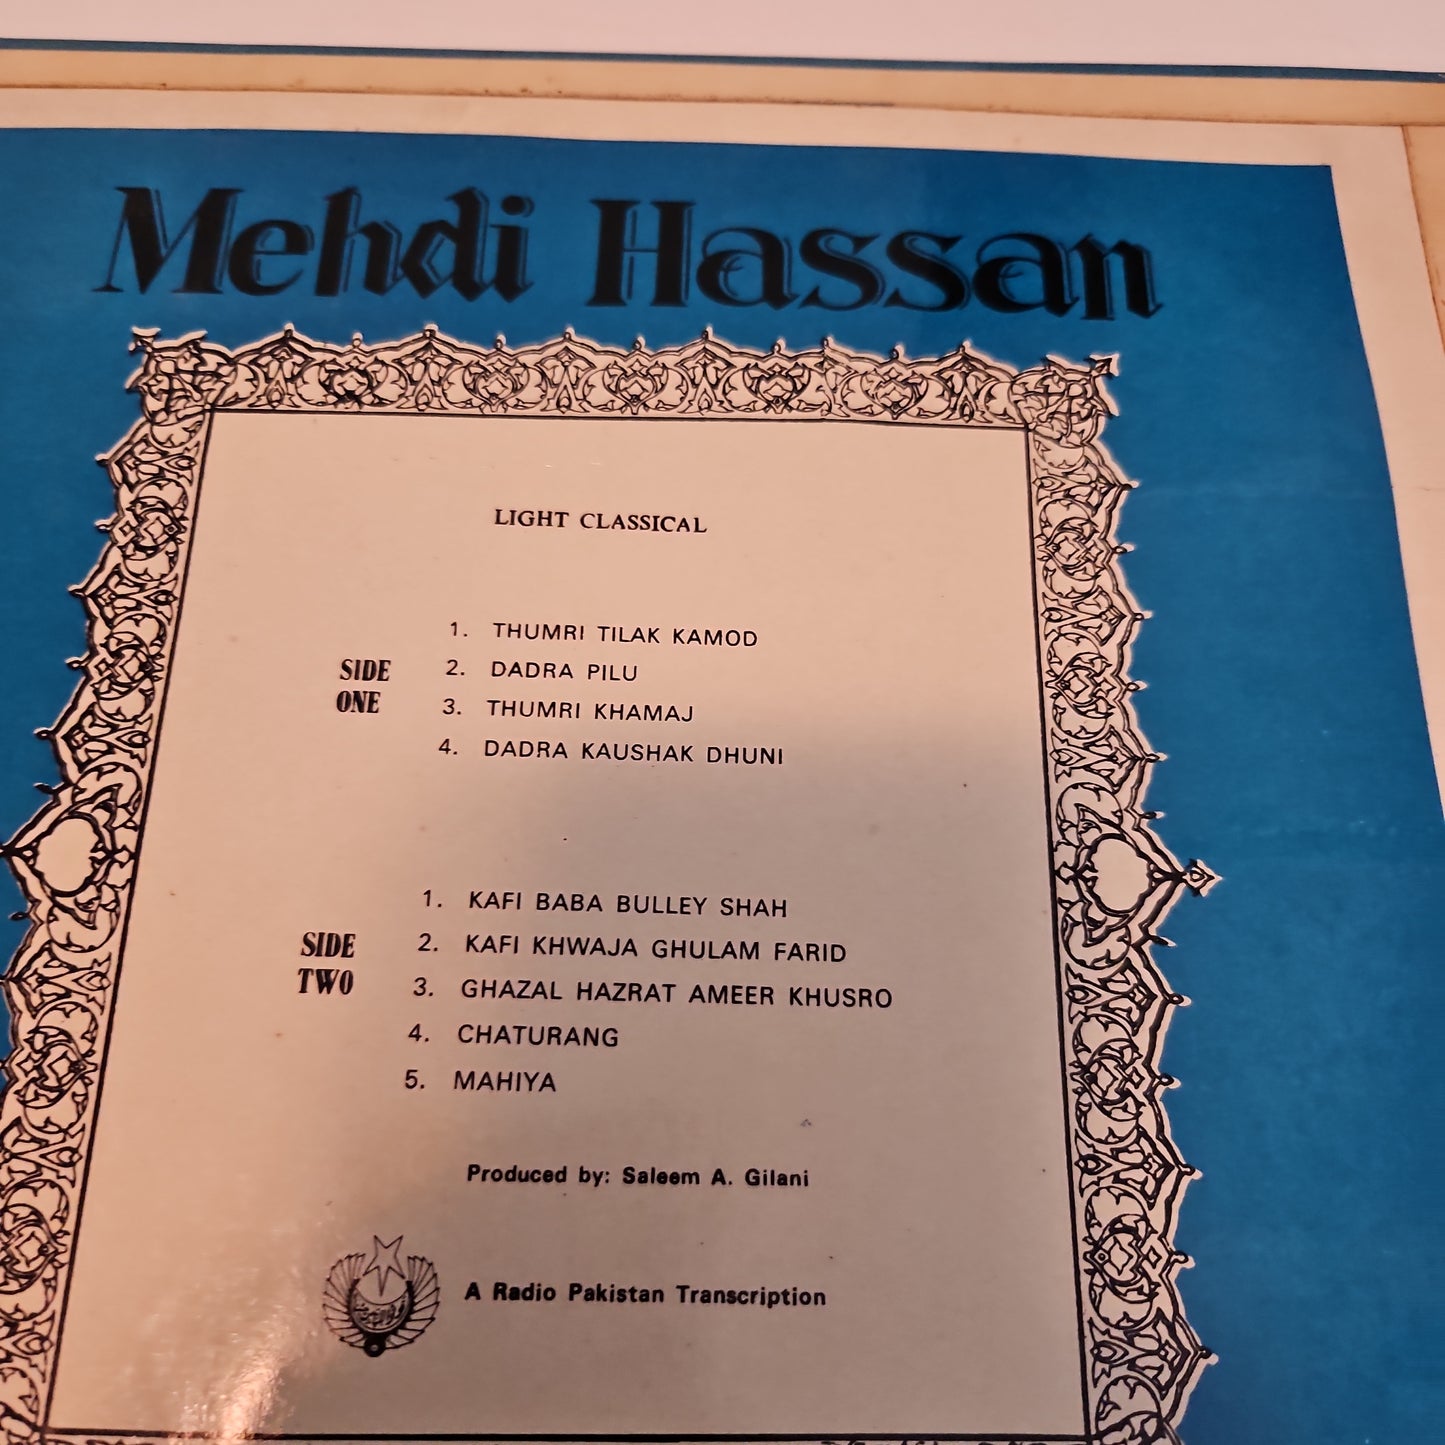 Mehdi Hassan
LIGHT CLASSICAL
SIDE ONE
1. THUMRI TILAK KAMOD
2. DADRA PILU
3. THUMRI KHAMAJ
4. DADRA KAUSHAK DHUNI
SIDE TWO
1. KAFI BABA BULLEY SHAH
2. KAFI KHWAJA GHULAM FARID
3. GHAZAL HAZRAT AMEER KHUSRO
4. CHATURANG
5. MAHIYA
Produced by: Saleem A. Gilani
A Radio Pakistan Transcription